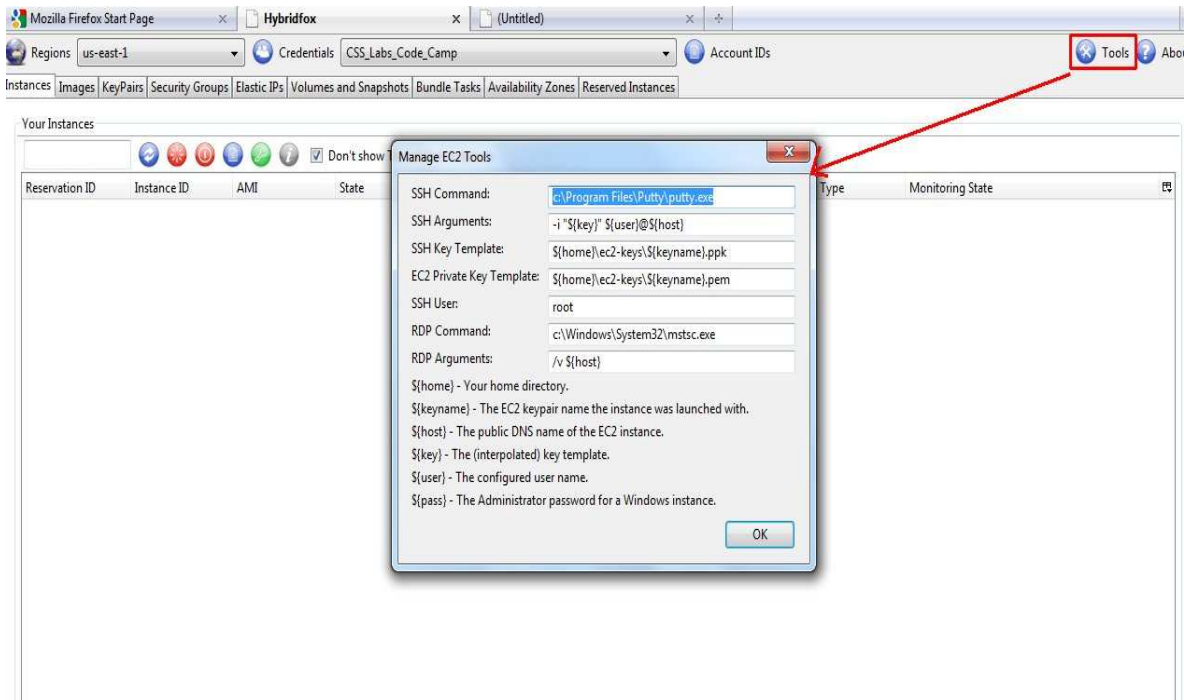 Mozilla Firefox Start Page Hybridfox (Untitled)
Regions us-east-1 Credentials CSS_Labs_Code_Camp Account IDs Tools
Instances Images KeyPairs Security Groups Elastic IPs Volumes and Snapshots Bundle Tasks Availability Zones Reserved Instances
Your Instances
Don't show
Reservation ID Instance ID AMI State Type Monitoring State
Manage EC2 Tools
SSH Command: c:\Program Files\Putty\putty.exe
SSH Arguments: -i "${key}" ${user}@${host}
SSH Key Template: ${home}\ec2-keys\${keyname}.ppk
EC2 Private Key Template: ${home}\ec2-keys\${keyname}.pem
SSH User: root
RDP Command: c:\Windows\System32\mstsc.exe
RDP Arguments: /v ${host}
${home} - Your home directory.
${keyname} - The EC2 keypair name the instance was launched with.
${host} - The public DNS name of the EC2 instance.
${key} - The (interpolated) key template.
${user} - The configured user name.
${pass} - The Administrator password for a Windows instance.
OK